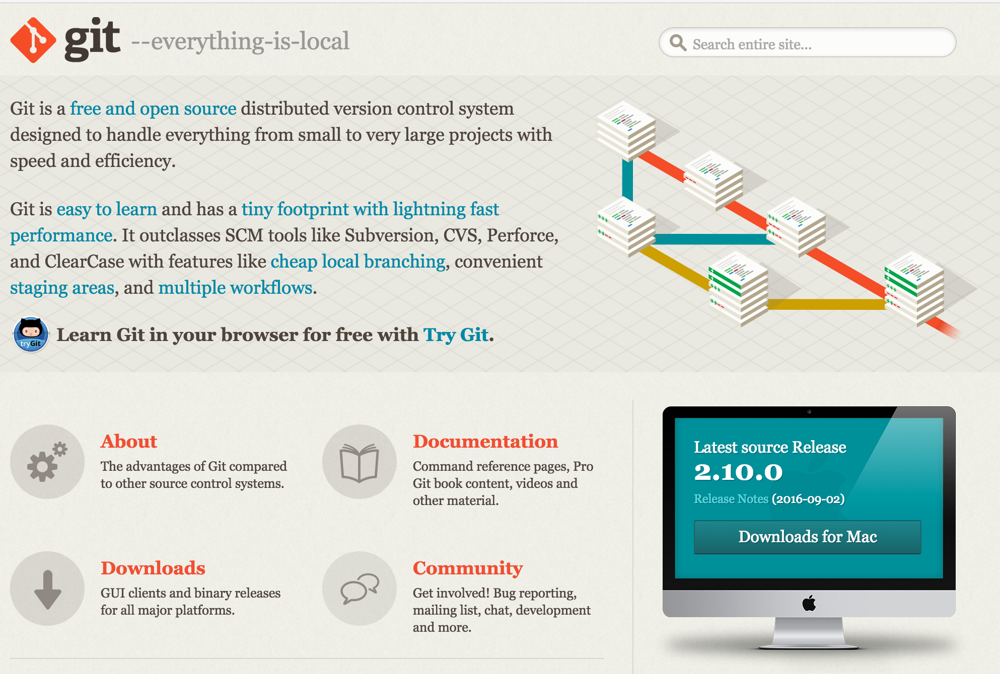 git --everything-is-local
Search entire site...
Git is a free and open source distributed version control system
designed to handle everything from small to very large projects with
speed and efficiency.
Git is easy to learn and has a tiny footprint with lightning fast
performance. It outclasses SCM tools like Subversion, CVS, Perforce,
and ClearCase with features like cheap local branching, convenient
staging areas, and multiple workflows.
tryGit
Learn Git in your browser for free with Try Git.
About
The advantages of Git compared
to other source control systems.
Documentation
Command reference pages, Pro
Git book content, videos and
other material.
Downloads
GUI clients and binary releases
for all major platforms.
Community
Get involved! Bug reporting,
mailing list, chat, development
and more.
Latest source Release
2.10.0
Release Notes (2016-09-02)
Downloads for Mac